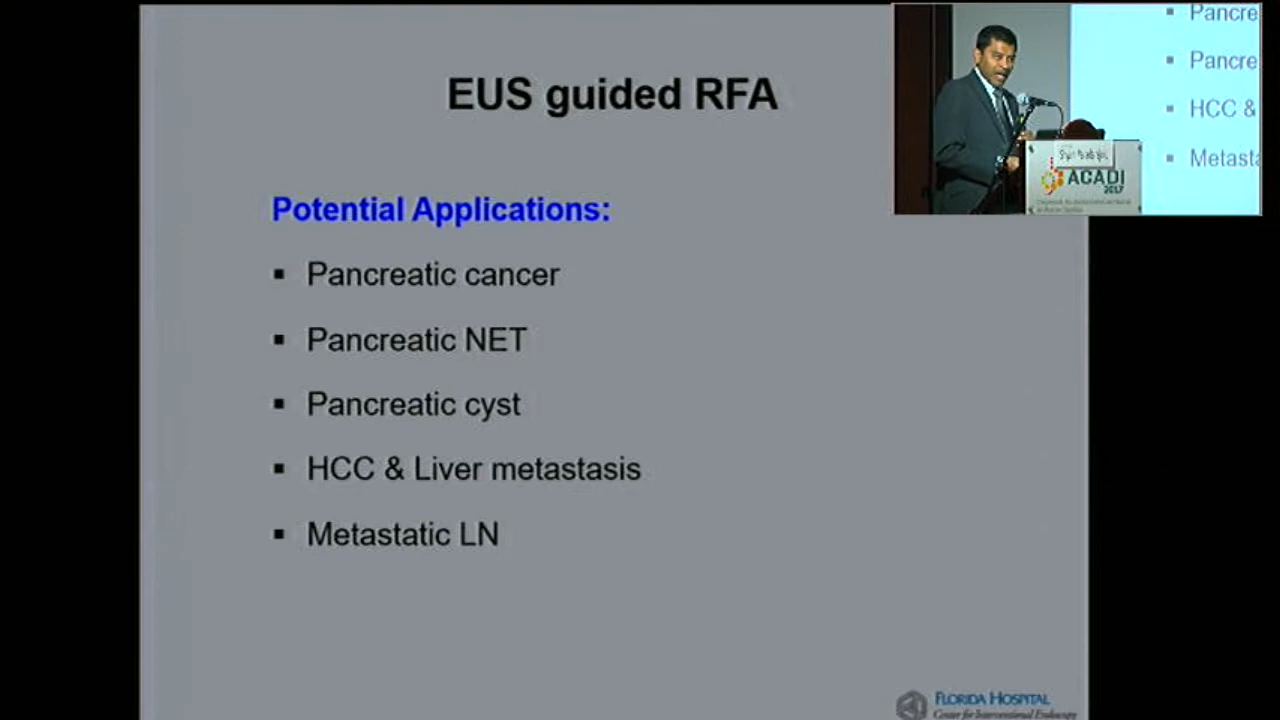 EUS guided RFA
Potential Applications:
▪ Pancreatic cancer
▪ Pancreatic NET
▪ Pancreatic cyst
▪ HCC & Liver metastasis
▪ Metastatic LN
▪ Pancre
▪ Pancre
▪ HCC &
▪ Metasta
ACADI
2017
FLORIDA HOSPITAL
Center for Interventional Endoscopy